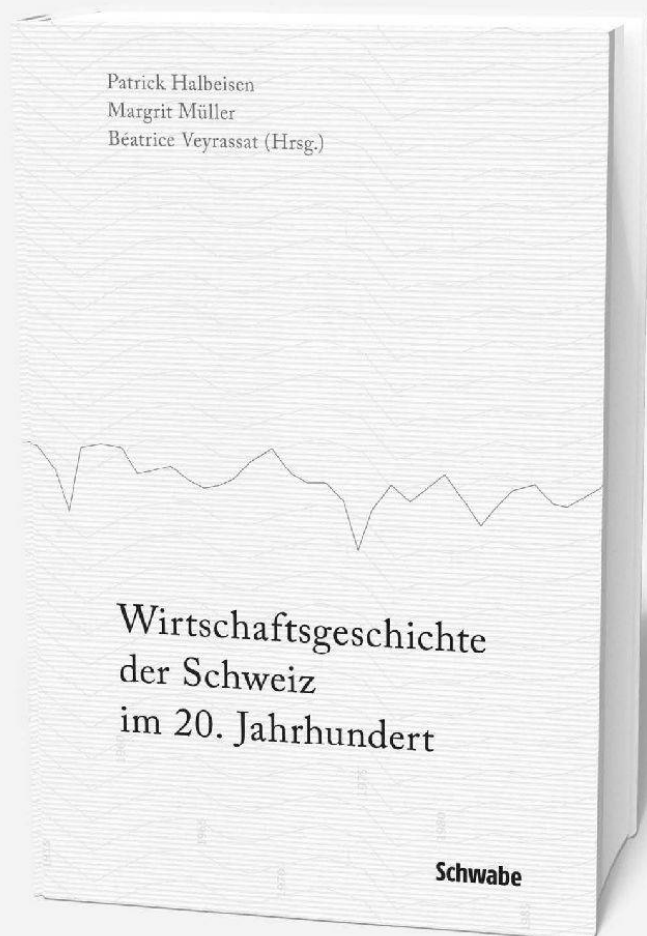 Patrick Halbeisen
Margrit Müller
Béatrice Veyrassat (Hrsg.)
Wirtschaftsgeschichte
der Schweiz
im 20. Jahrhundert
Schwabe